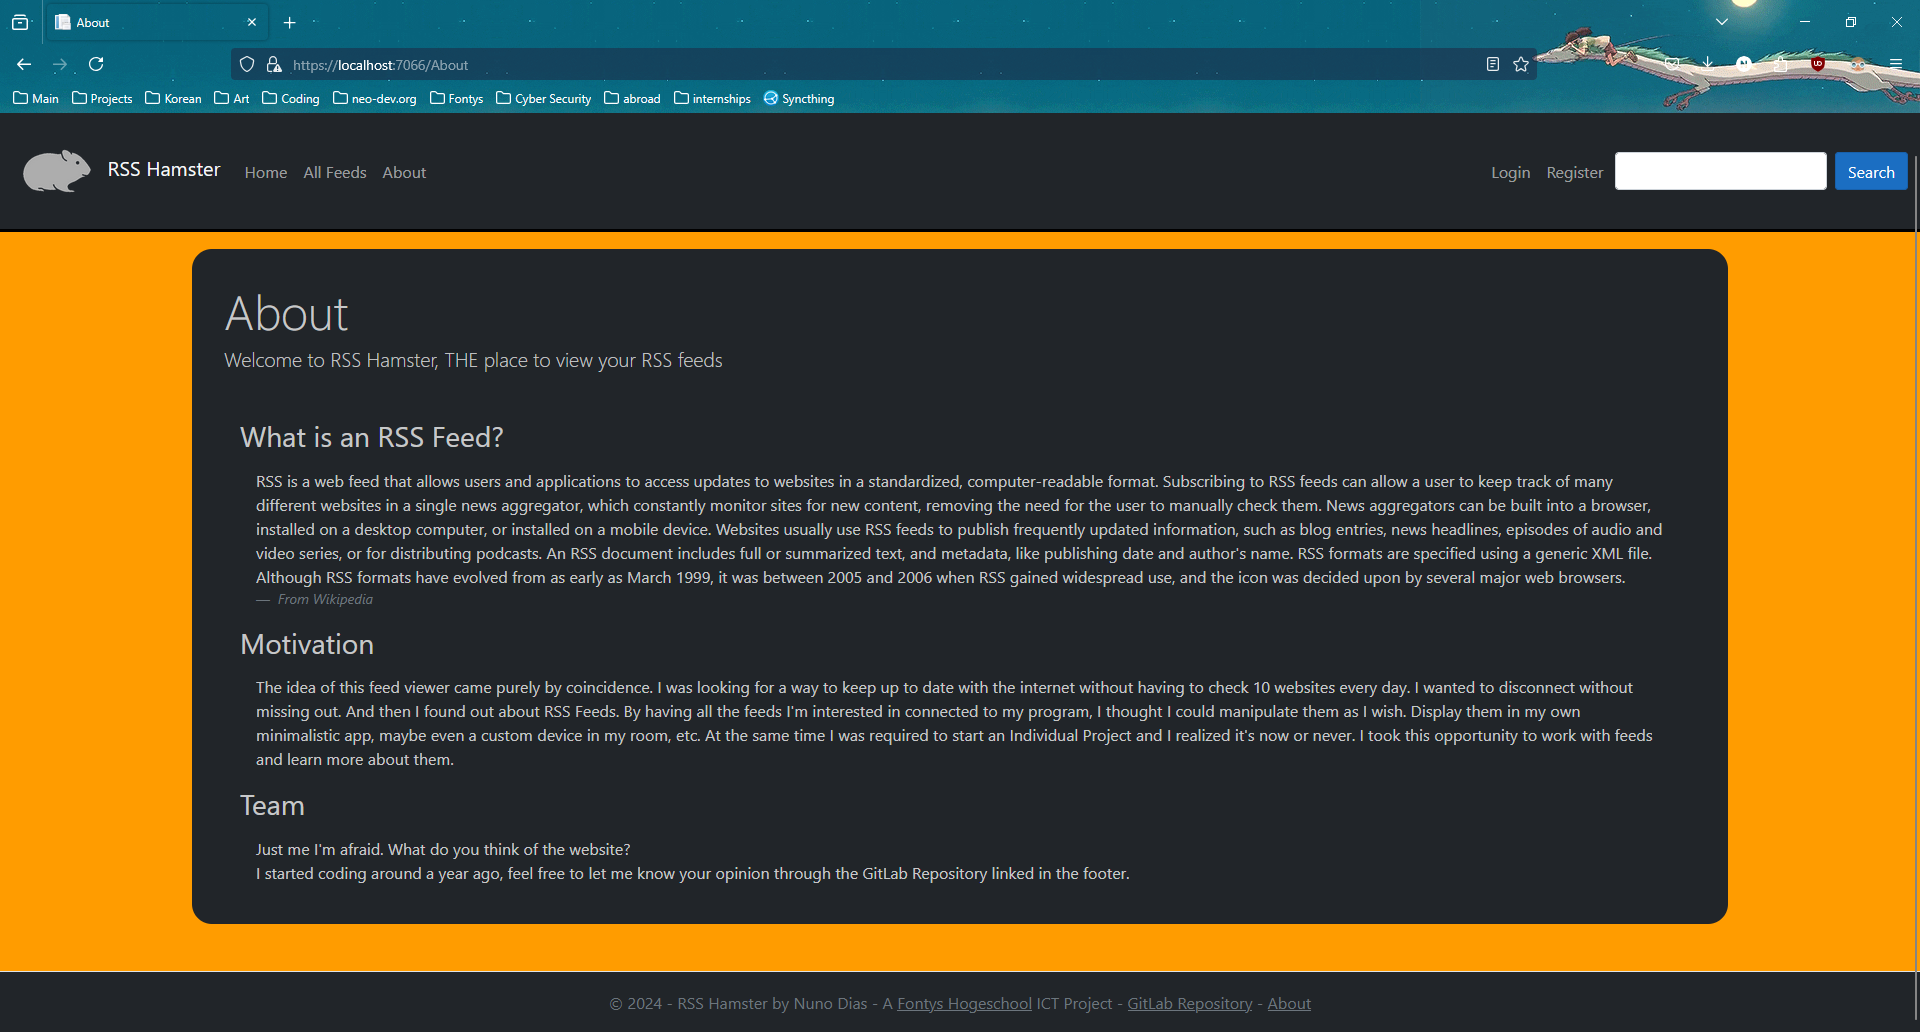 About
https://localhost:7066/About
Main Projects Korean Art Coding neo-dev.org Fontys Cyber Security abroad internships Syncthing
RSS Hamster Home All Feeds About Login Register Search
About
Welcome to RSS Hamster, THE place to view your RSS feeds
What is an RSS Feed?
RSS is a web feed that allows users and applications to access updates to websites in a standardized, computer-readable format. Subscribing to RSS feeds can allow a user to keep track of many
different websites in a single news aggregator, which constantly monitor sites for new content, removing the need for the user to manually check them. News aggregators can be built into a browser,
installed on a desktop computer, or installed on a mobile device. Websites usually use RSS feeds to publish frequently updated information, such as blog entries, news headlines, episodes of audio and
video series, or for distributing podcasts. An RSS document includes full or summarized text, and metadata, like publishing date and author's name. RSS formats are specified using a generic XML file.
Although RSS formats have evolved from as early as March 1999, it was between 2005 and 2006 when RSS gained widespread use, and the icon was decided upon by several major web browsers.
— From Wikipedia
Motivation
The idea of this feed viewer came purely by coincidence. I was looking for a way to keep up to date with the internet without having to check 10 websites every day. I wanted to disconnect without
missing out. And then I found out about RSS Feeds. By having all the feeds I'm interested in connected to my program, I thought I could manipulate them as I wish. Display them in my own
minimalistic app, maybe even a custom device in my room, etc. At the same time I was required to start an Individual Project and I realized it's now or never. I took this opportunity to work with feeds
and learn more about them.
Team
Just me I'm afraid. What do you think of the website?
I started coding around a year ago, feel free to let me know your opinion through the GitLab Repository linked in the footer.
© 2024 - RSS Hamster by Nuno Dias - A Fontys Hogeschool ICT Project - GitLab Repository - About